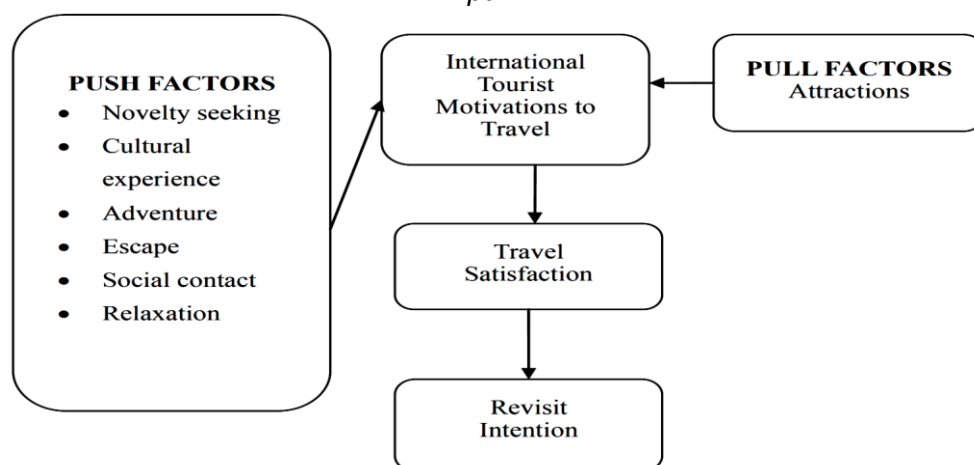 PUSH FACTORS
• Novelty seeking
• Cultural
experience
• Adventure
• Escape
• Social contact
• Relaxation
International
Tourist
Motivations to
Travel
PULL FACTORS
Attractions
Travel
Satisfaction
Revisit
Intention